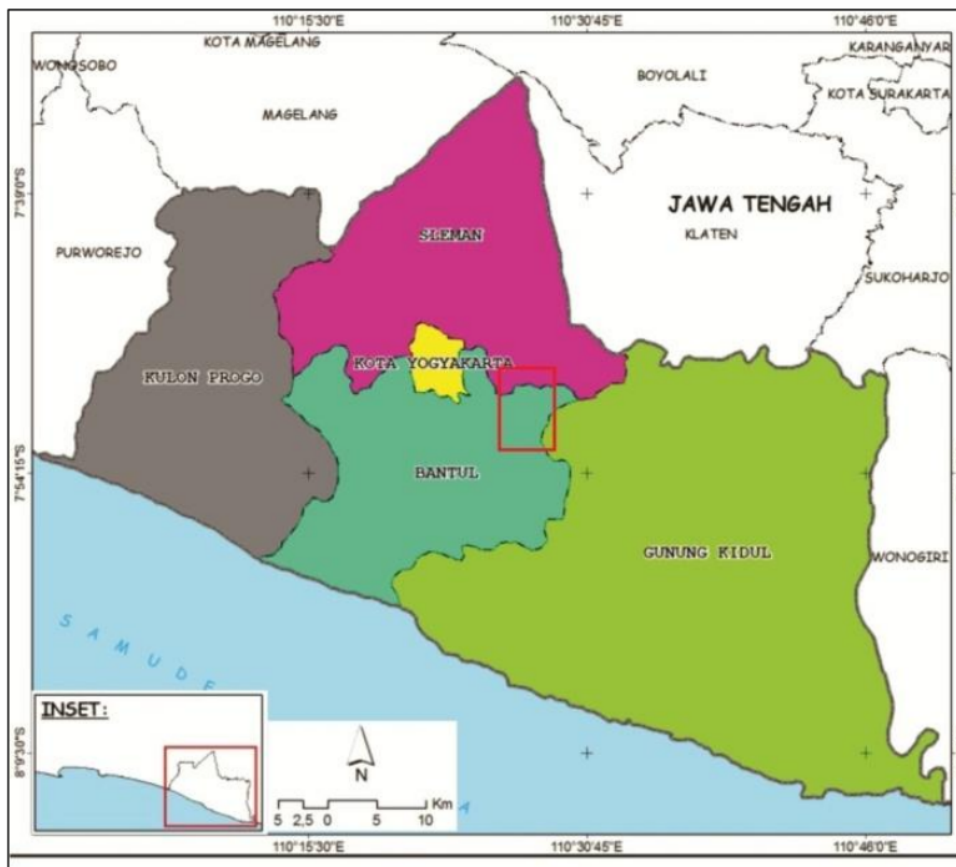 110°15'30"E 110°30'45"E 110°46'0"E
KOTA MAGELANG
KARANGANYAR
WONOSOBO
BOYOLALI
KOTA SURAKARTA
MAGELANG
7°39'0"S
JAWA TENGAH
SLEMAN
KLATEN
PURWOREJO
SUKOHARJO
KOTA YOGYAKARTA
KULON PROGO
7°54'15"S
BANTUL
GUNUNG KIDUL
WONOGIRI
INSET:
N
8°9'30"S
Km
5 2,5 0 5 10
110°15'30"E 110°30'45"E 110°46'0"E